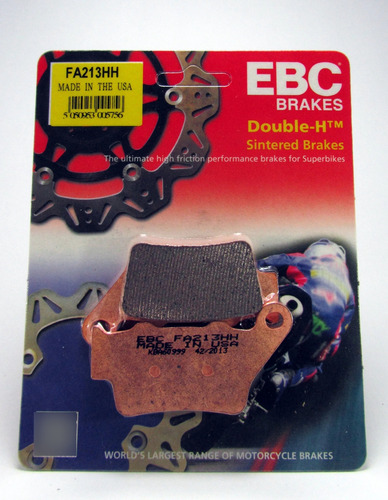 FA213HH
MADE IN THE USA
5 050953 005756
EBC
BRAKES
Double-H™
Sintered Brakes
The ultimate high friction performance brakes for Superbikes
EBC FA213HH
MADE IN USA
42/2013
WORLD'S LARGEST RANGE OF MOTORCYCLE BRAKES